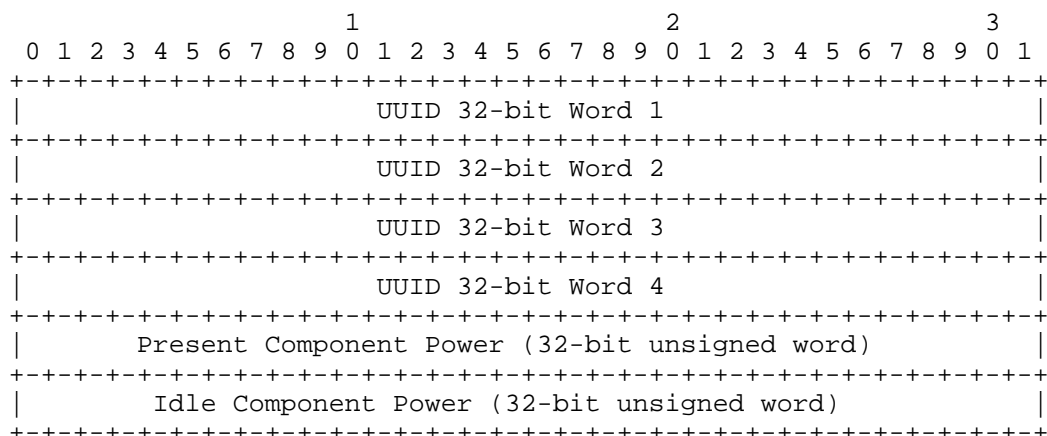 1                   2                   3
 0 1 2 3 4 5 6 7 8 9 0 1 2 3 4 5 6 7 8 9 0 1 2 3 4 5 6 7 8 9 0 1
+-+-+-+-+-+-+-+-+-+-+-+-+-+-+-+-+-+-+-+-+-+-+-+-+-+-+-+-+-+-+-+-+
|                      UUID 32-bit Word 1                       |
+-+-+-+-+-+-+-+-+-+-+-+-+-+-+-+-+-+-+-+-+-+-+-+-+-+-+-+-+-+-+-+-+
|                      UUID 32-bit Word 2                       |
+-+-+-+-+-+-+-+-+-+-+-+-+-+-+-+-+-+-+-+-+-+-+-+-+-+-+-+-+-+-+-+-+
|                      UUID 32-bit Word 3                       |
+-+-+-+-+-+-+-+-+-+-+-+-+-+-+-+-+-+-+-+-+-+-+-+-+-+-+-+-+-+-+-+-+
|                      UUID 32-bit Word 4                       |
+-+-+-+-+-+-+-+-+-+-+-+-+-+-+-+-+-+-+-+-+-+-+-+-+-+-+-+-+-+-+-+-+
|       Present Component Power (32-bit unsigned word)          |
+-+-+-+-+-+-+-+-+-+-+-+-+-+-+-+-+-+-+-+-+-+-+-+-+-+-+-+-+-+-+-+-+
|        Idle Component Power (32-bit unsigned word)            |
+-+-+-+-+-+-+-+-+-+-+-+-+-+-+-+-+-+-+-+-+-+-+-+-+-+-+-+-+-+-+-+-+